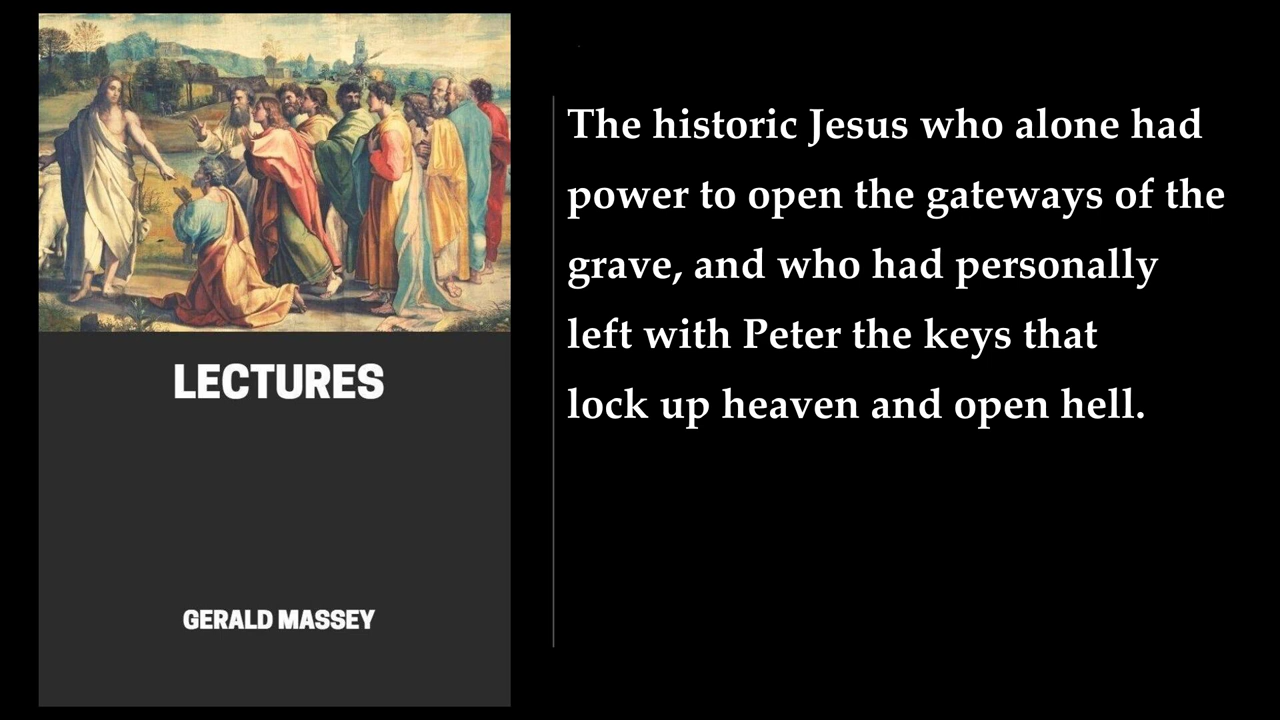 LECTURES
GERALD MASSEY
The historic Jesus who alone had
power to open the gateways of the
grave, and who had personally
left with Peter the keys that
lock up heaven and open hell.